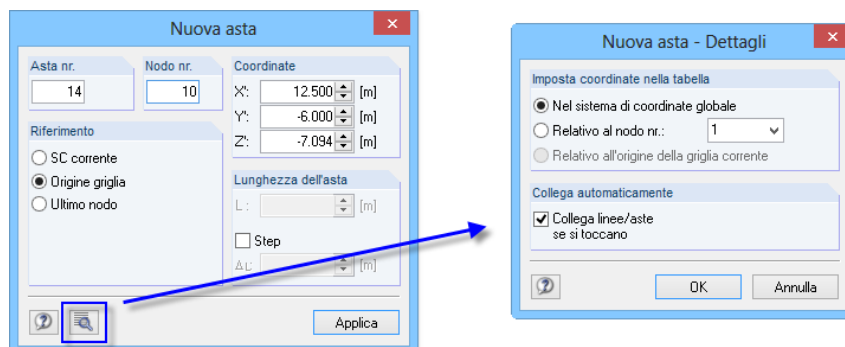 Nuova asta
Asta nr.
14
Nodo nr.
10
Coordinate
X': 12.500 [m]
Y': -6.000 [m]
Z': -7.094 [m]
Riferimento
SC corrente
Origine griglia
Ultimo nodo
Lunghezza dell'asta
L : [m]
Step
ΔL: [m]
Applica
Nuova asta - Dettagli
Imposta coordinate nella tabella
Nel sistema di coordinate globale
Relativo al nodo nr.: 1
Relativo all'origine della griglia corrente
Collega automaticamente
Collega linee/aste
se si toccano
OK Annulla